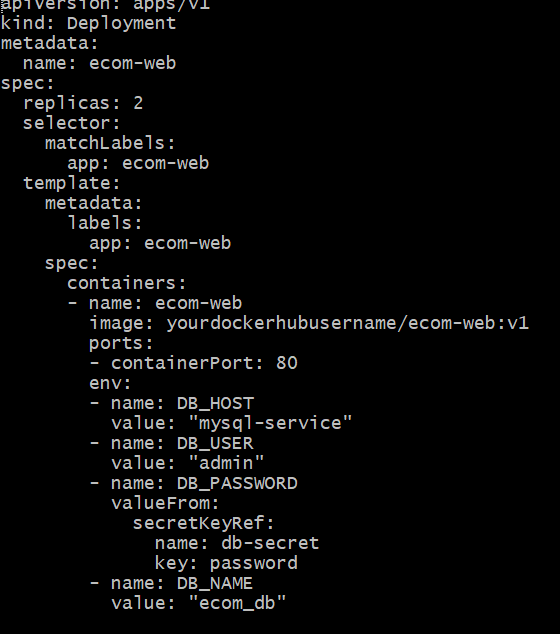 apiVersion: apps/v1
kind: Deployment
metadata:
  name: ecom-web
spec:
  replicas: 2
  selector:
    matchLabels:
      app: ecom-web
  template:
    metadata:
      labels:
        app: ecom-web
    spec:
      containers:
      - name: ecom-web
        image: yourdockerhubusername/ecom-web:v1
        ports:
        - containerPort: 80
        env:
        - name: DB_HOST
          value: "mysql-service"
        - name: DB_USER
          value: "admin"
        - name: DB_PASSWORD
          valueFrom:
            secretKeyRef:
              name: db-secret
              key: password
        - name: DB_NAME
          value: "ecom_db"